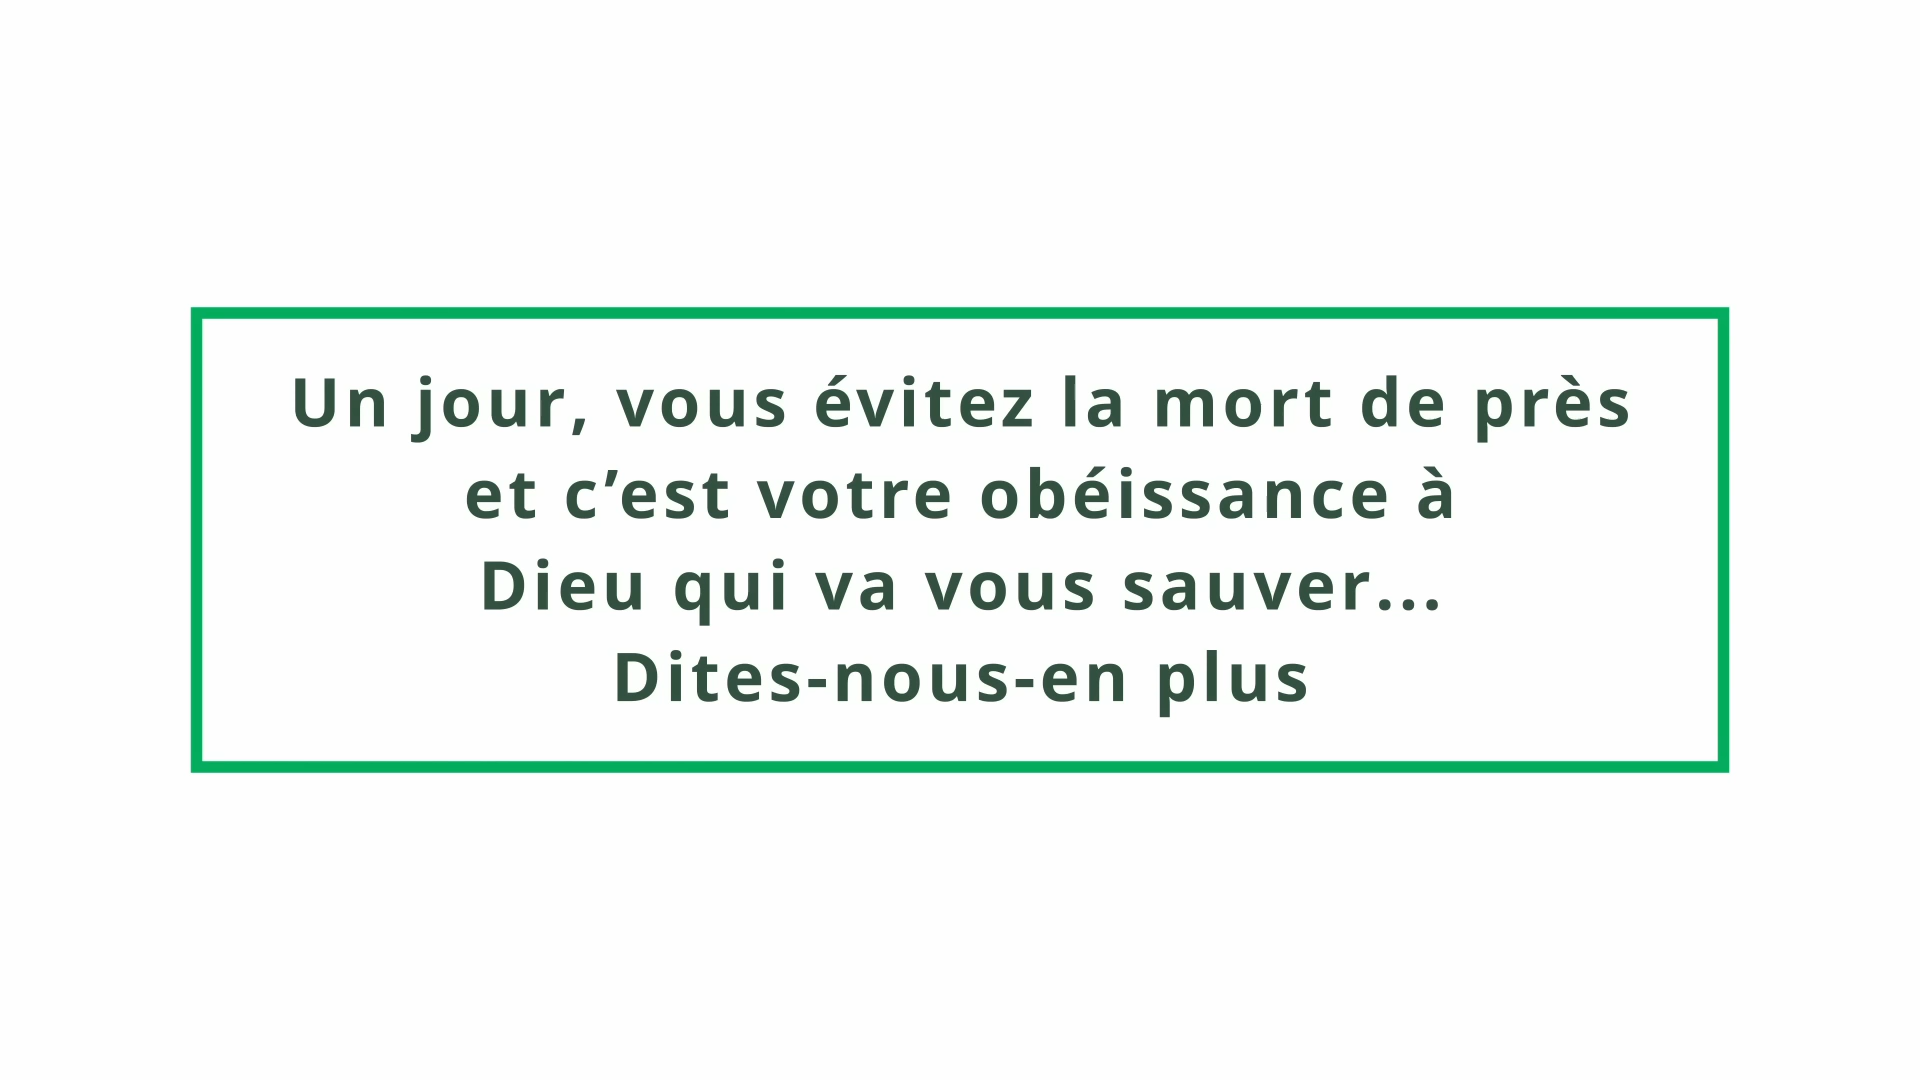 Un jour, vous évitez la mort de près
et c’est votre obéissance à
Dieu qui va vous sauver...
Dites-nous-en plus